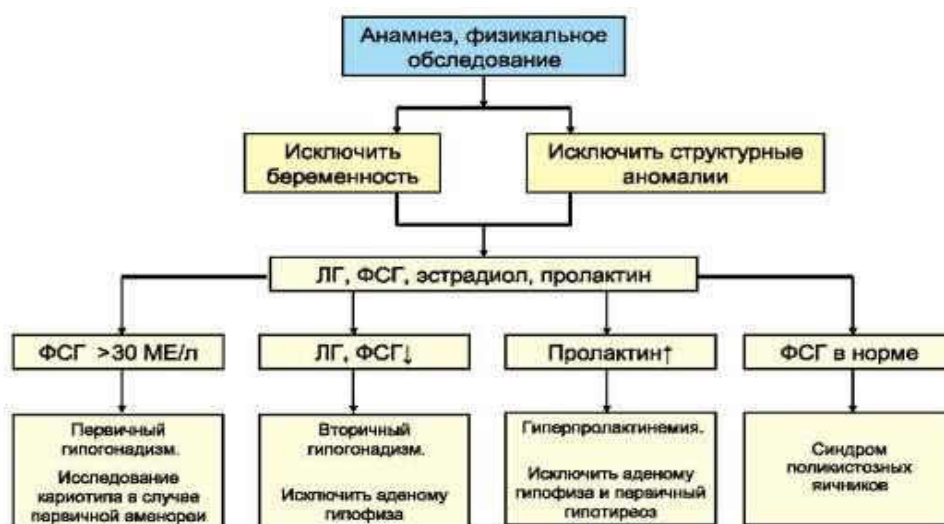 Анамнез, физикальное
обследование
Исключить
беременность
Исключить структурные
аномалии
ЛГ, ФСГ, эстрадиол, пролактин
ФСГ >30 МЕ/л
ЛГ, ФСГ↓
Пролактин↑
ФСГ в норме
Первичный
гипогонадизм.
Исследование
кариотипа в случае
первичной аменореи
Вторичный
гипогонадизм.
Исключить аденому
гипофиза
Гиперпролактинемия.
Исключить аденому
гипофиза и первичный
гипотиреоз
Синдром
поликистозных
яичников